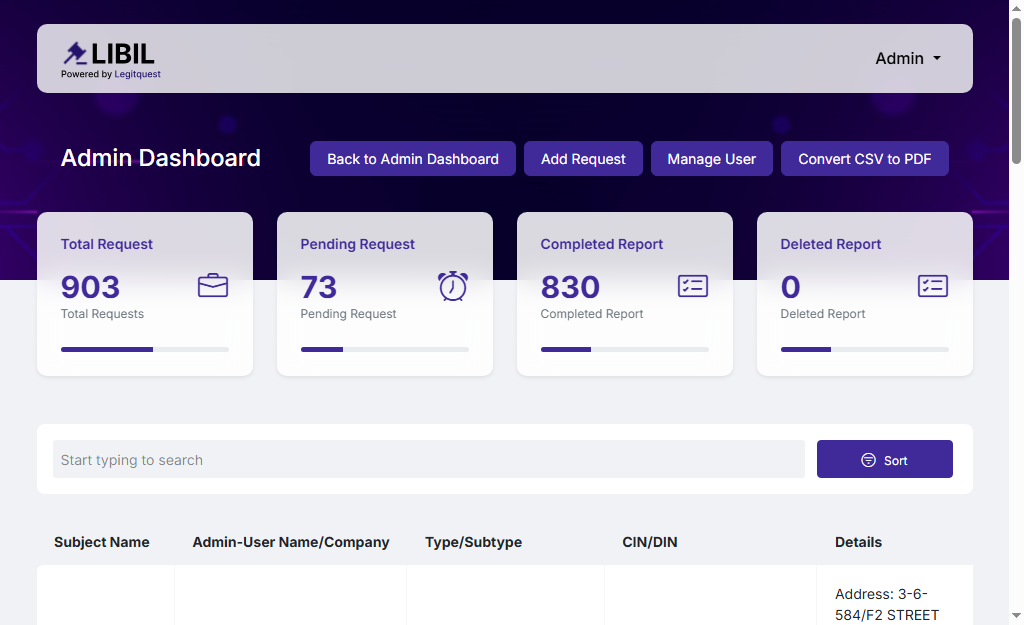 LIBIL
Powered by Legitquest
Admin
Admin Dashboard
Back to Admin Dashboard
Add Request
Manage User
Convert CSV to PDF
Total Request
903
Total Requests
Pending Request
73
Pending Request
Completed Report
830
Completed Report
Deleted Report
0
Deleted Report
Start typing to search
Sort
Subject Name
Admin-User Name/Company
Type/Subtype
CIN/DIN
Details
Address: 3-6-
584/F2 STREET